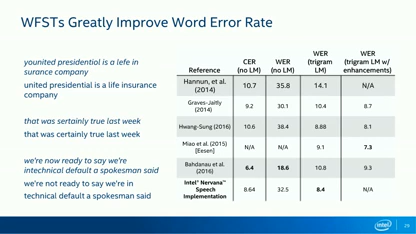 WFSTs Greatly Improve Word Error Rate
younited presidential is a lefe in
surance company
united presidential is a life insurance
company
that was sertainly true last week
that was certainly true last week
we're now ready to say we're
intechnical default a spokesman said
we're not ready to say we're in
technical default a spokesman said
Reference CER (no LM) WER (no LM) WER (trigram LM) WER (trigram LM w/ enhancements)
Hannun, et al. (2014) 10.7 35.8 14.1 N/A
Graves-Jaitly (2014) 9.2 30.1 10.4 8.7
Hwang-Sung (2016) 10.6 38.4 8.88 8.1
Miao et al. (2015) [Eesen] N/A N/A 9.1 7.3
Bahdanau et al. (2016) 6.4 18.6 10.8 9.3
Intel® Nervana™ Speech Implementation 8.64 32.5 8.4 N/A
intel